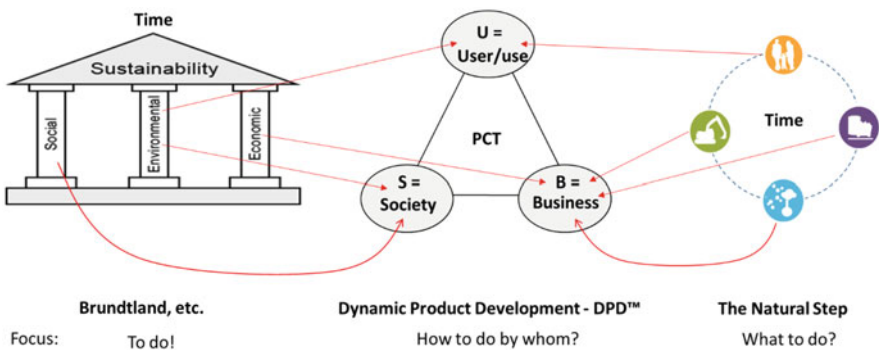 Time
Sustainability
Social
Environmental
Economic
U =
User/use
PCT
S =
Society
B =
Business
Time
Brundtland, etc.
Dynamic Product Development - DPD™
The Natural Step
Focus:
To do!
How to do by whom?
What to do?